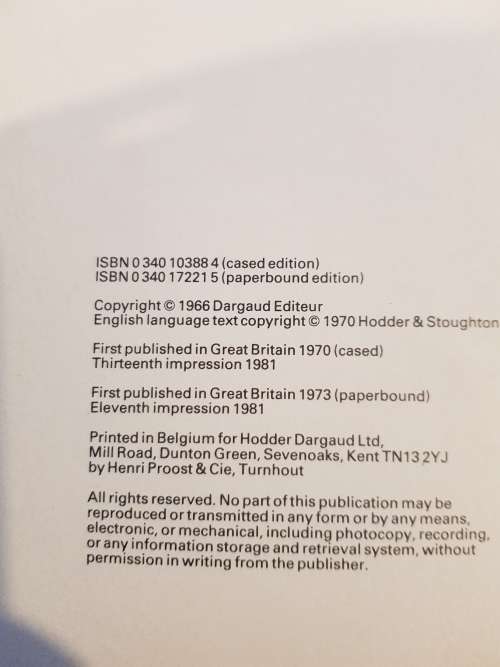 ISBN 0 340 10388 4 (cased edition)
ISBN 0 340 17221 5 (paperbound edition)
Copyright © 1966 Dargaud Editeur
English language text copyright © 1970 Hodder & Stoughton
First published in Great Britain 1970 (cased)
Thirteenth impression 1981
First published in Great Britain 1973 (paperbound)
Eleventh impression 1981
Printed in Belgium for Hodder Dargaud Ltd,
Mill Road, Dunton Green, Sevenoaks, Kent TN13 2YJ
by Henri Proost & Cie, Turnhout
All rights reserved. No part of this publication may be
reproduced or transmitted in any form or by any means,
electronic, or mechanical, including photocopy, recording,
or any information storage and retrieval system, without
permission in writing from the publisher.